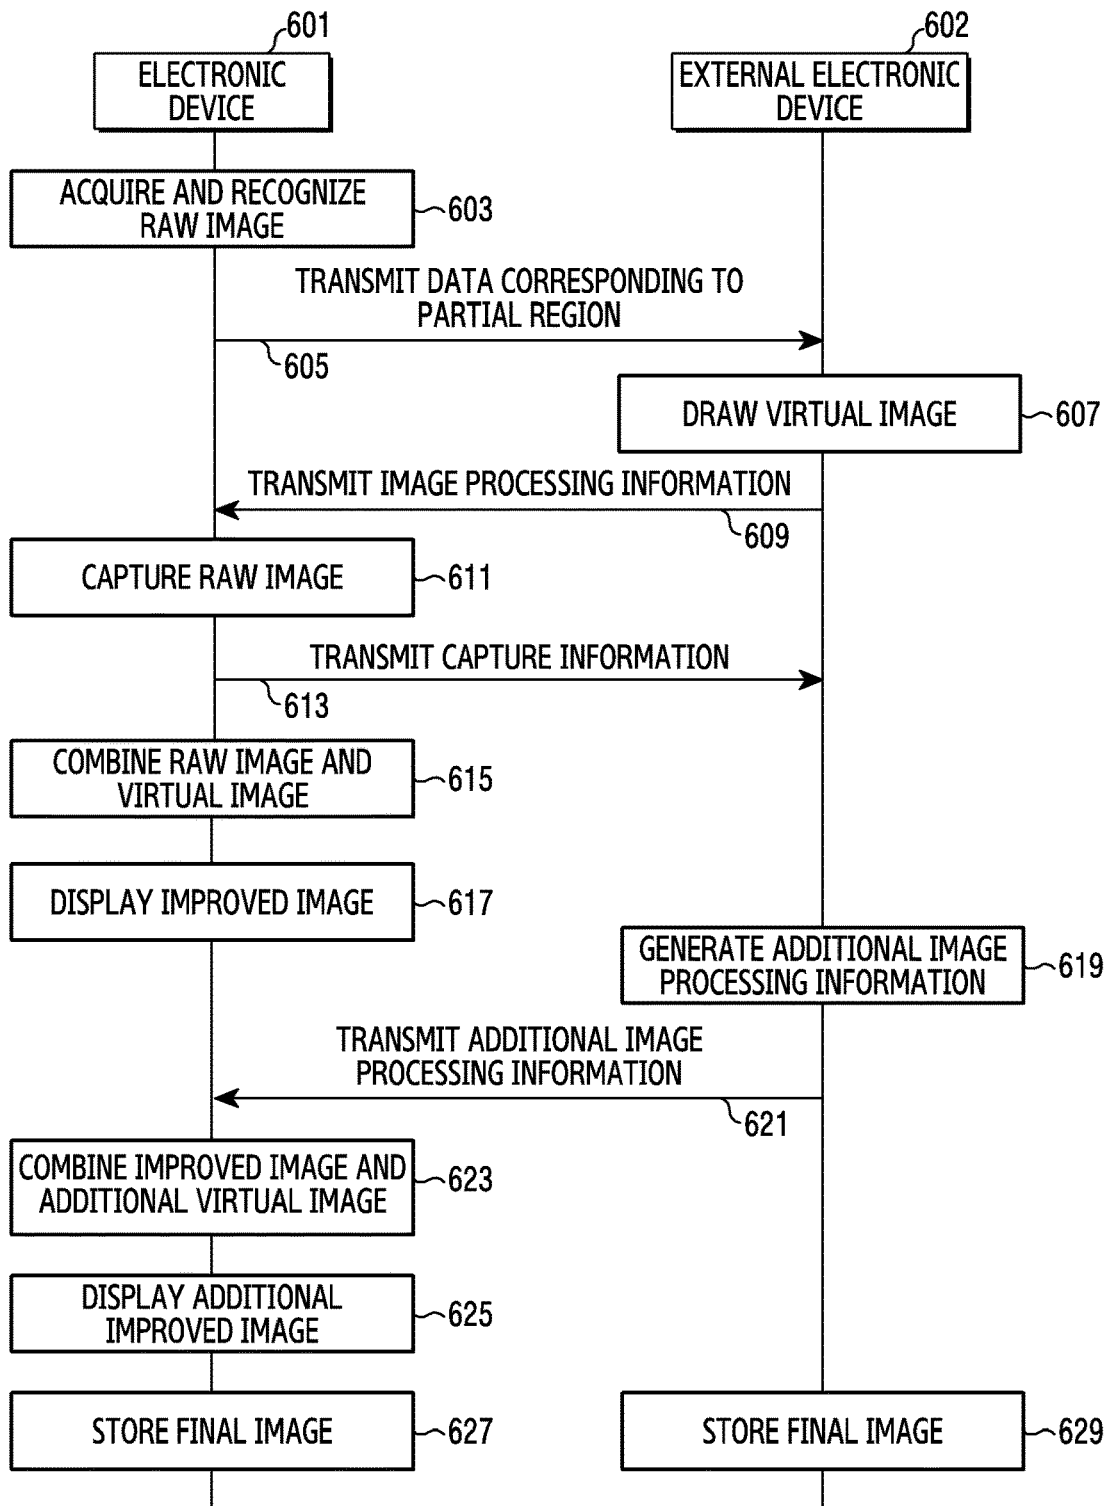 601
602
ELECTRONIC
DEVICE
EXTERNAL ELECTRONIC
DEVICE
ACQUIRE AND RECOGNIZE
RAW IMAGE
603
TRANSMIT DATA CORRESPONDING TO
PARTIAL REGION
605
DRAW VIRTUAL IMAGE
607
TRANSMIT IMAGE PROCESSING INFORMATION
609
CAPTURE RAW IMAGE
611
TRANSMIT CAPTURE INFORMATION
613
COMBINE RAW IMAGE AND
VIRTUAL IMAGE
615
DISPLAY IMPROVED IMAGE
617
GENERATE ADDITIONAL IMAGE
PROCESSING INFORMATION
619
TRANSMIT ADDITIONAL IMAGE
PROCESSING INFORMATION
621
COMBINE IMPROVED IMAGE AND
ADDITIONAL VIRTUAL IMAGE
623
DISPLAY ADDITIONAL
IMPROVED IMAGE
625
STORE FINAL IMAGE
627
STORE FINAL IMAGE
629